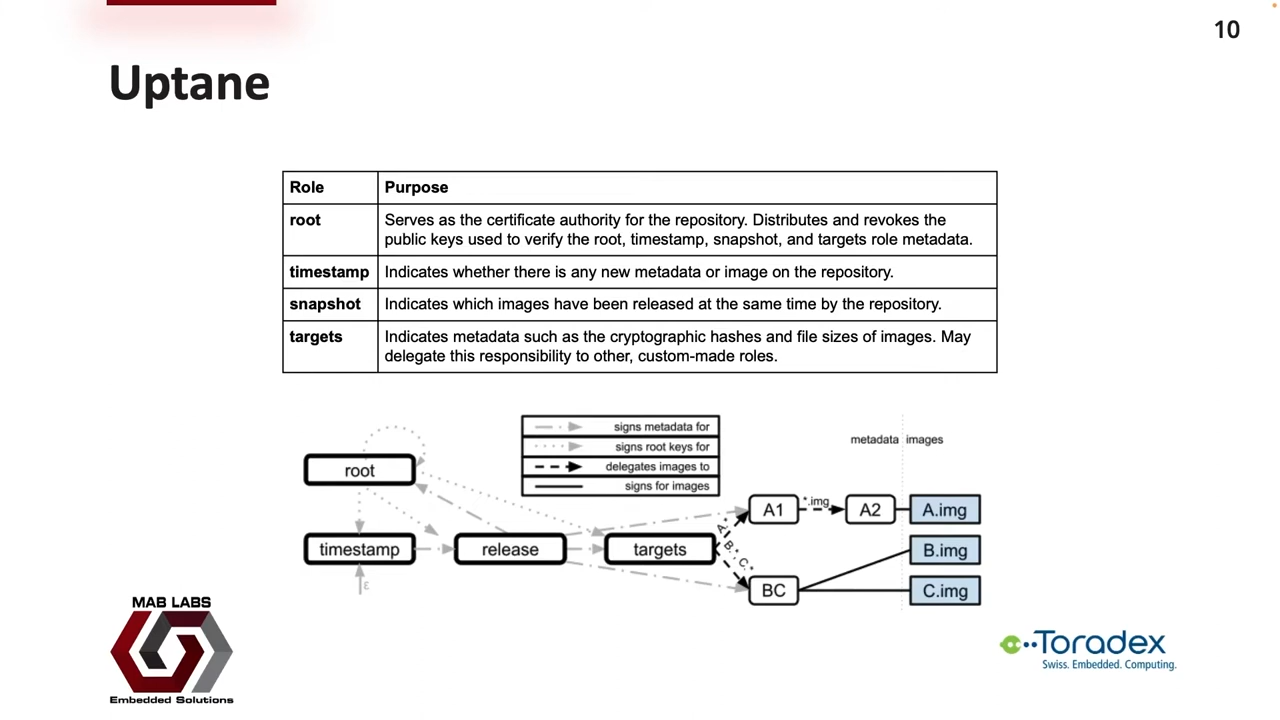 10
Uptane
Role Purpose
root Serves as the certificate authority for the repository. Distributes and revokes the
public keys used to verify the root, timestamp, snapshot, and targets role metadata.
timestamp Indicates whether there is any new metadata or image on the repository.
snapshot Indicates which images have been released at the same time by the repository.
targets Indicates metadata such as the cryptographic hashes and file sizes of images. May
delegate this responsibility to other, custom-made roles.
signs metadata for
signs root keys for
delegates images to
signs for images
metadata images
root
timestamp
release
targets
ε
A.*
B.*, C.*
A1
*.img
A2
A.img
B.img
BC
C.img
MAB LABS
Embedded Solutions
Toradex
Swiss. Embedded. Computing.